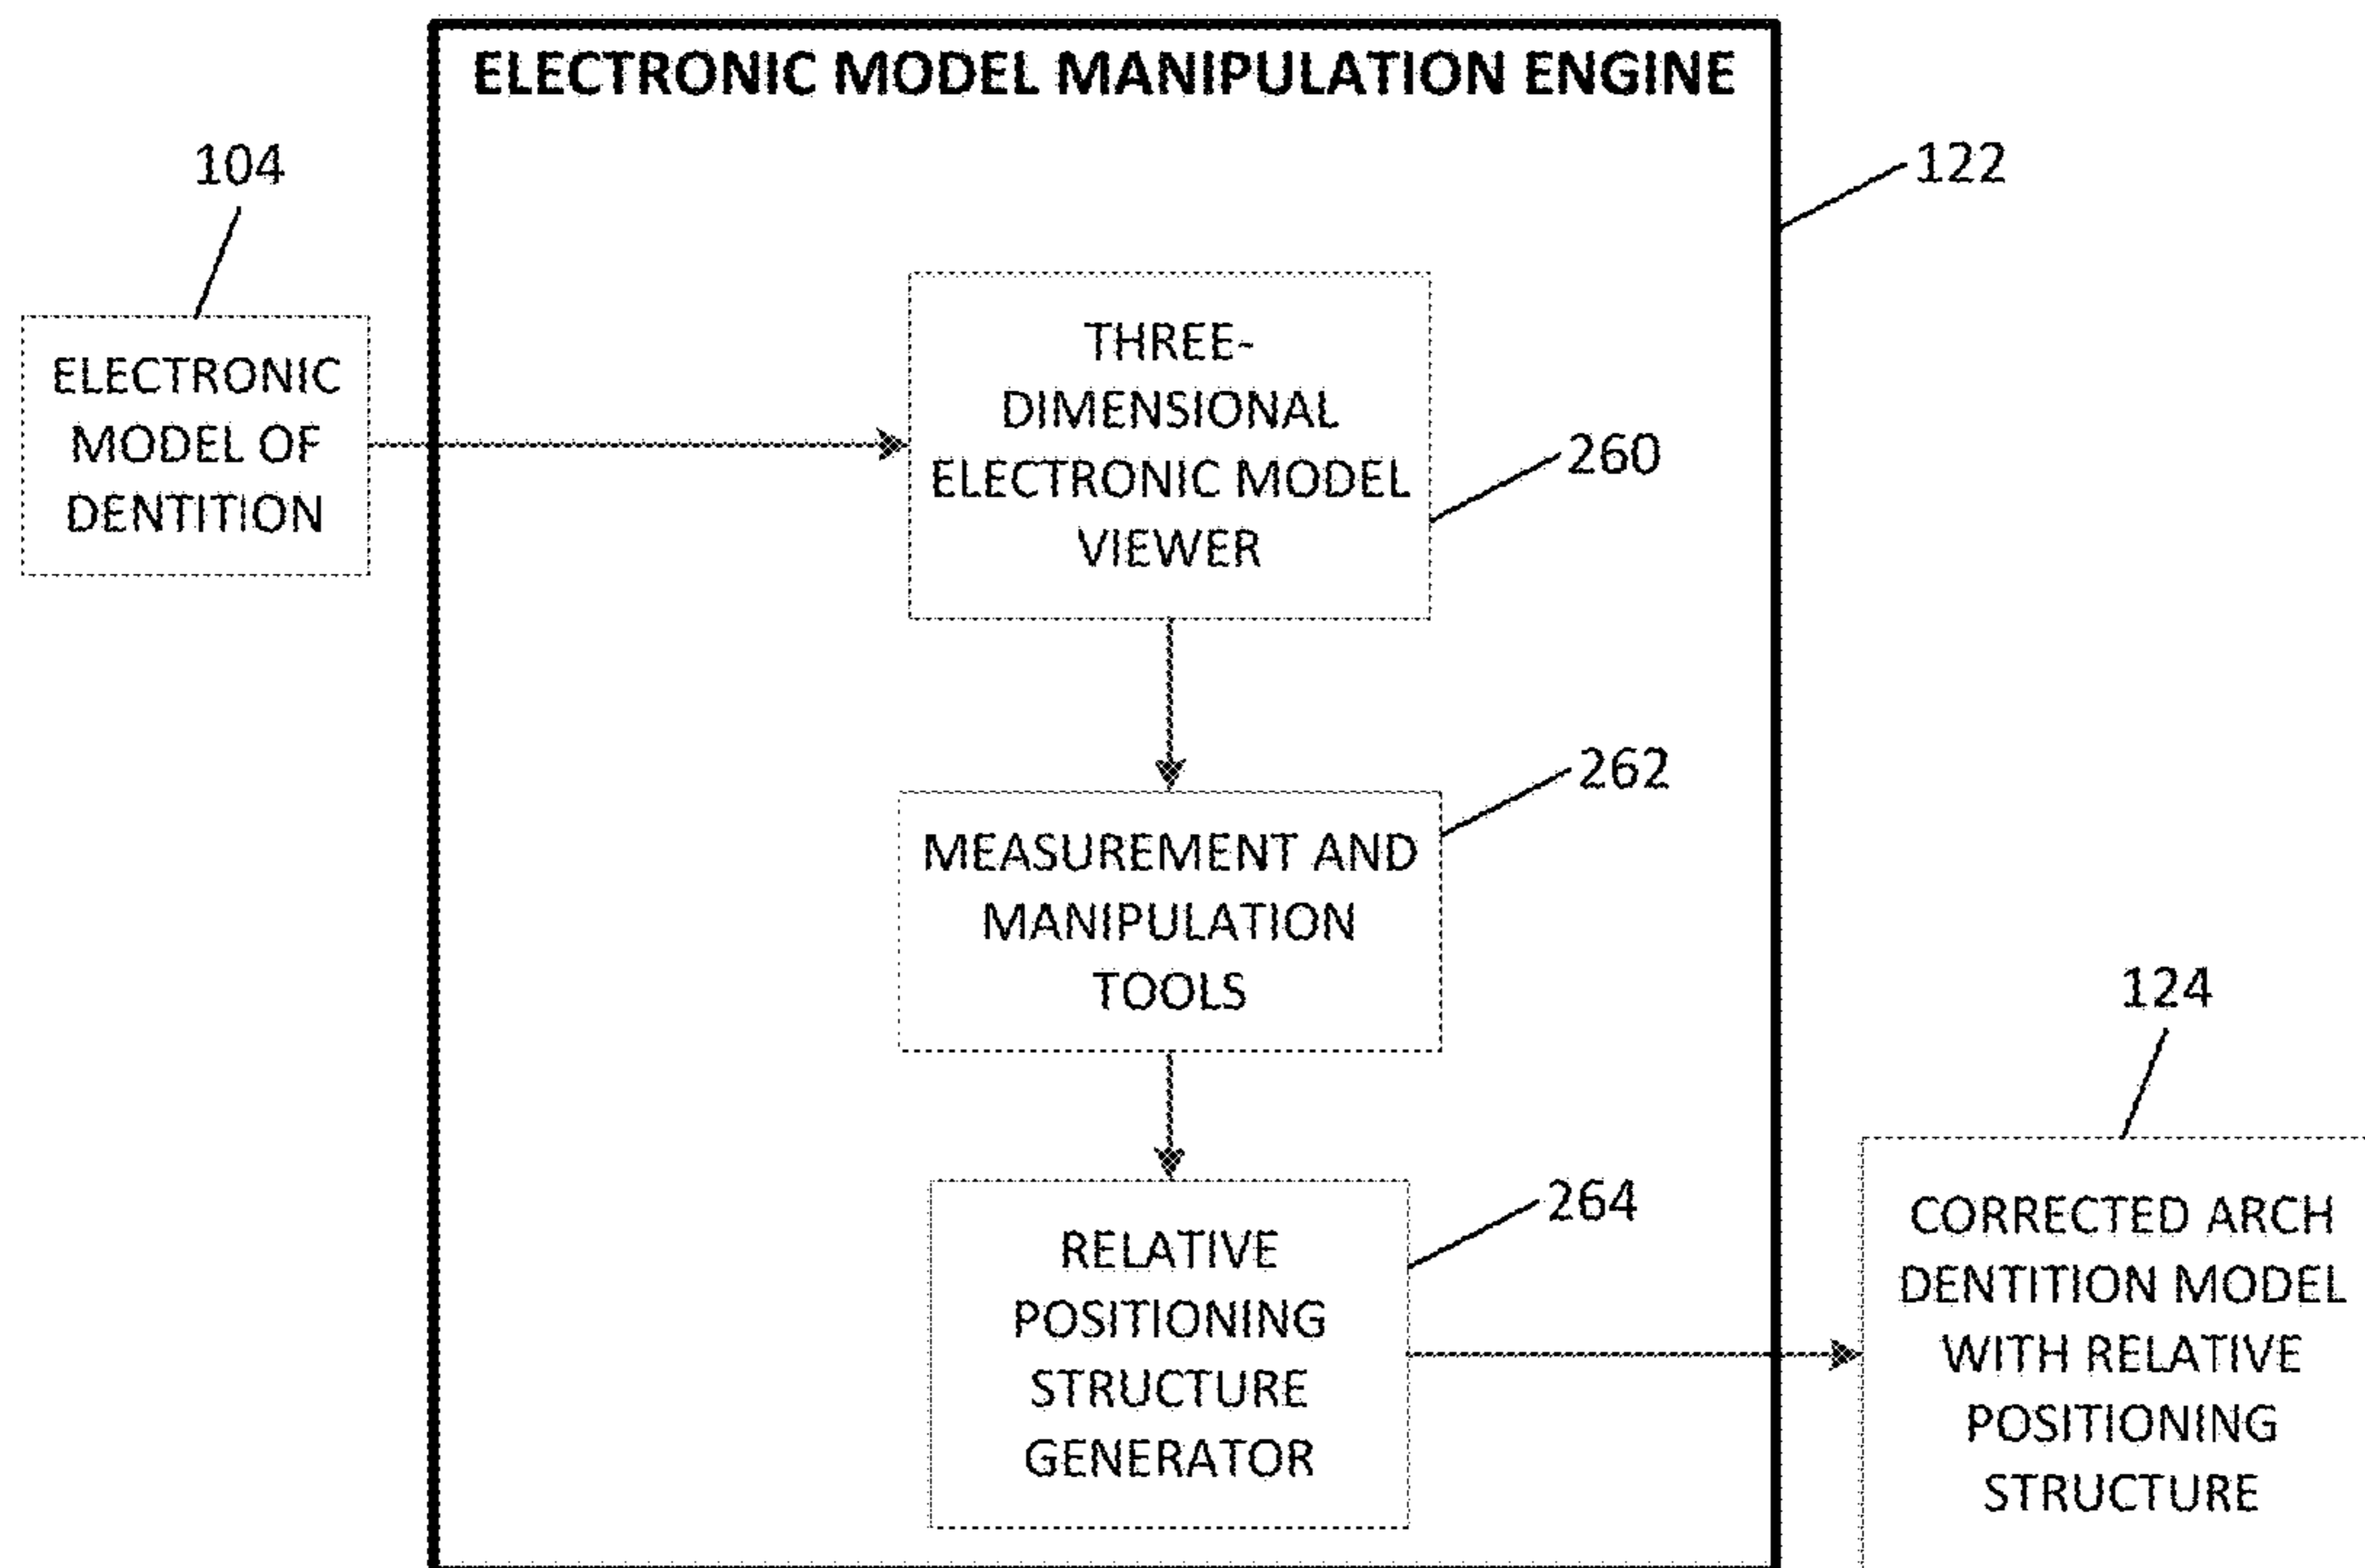 ELECTRONIC MODEL MANIPULATION ENGINE
104
122
ELECTRONIC
MODEL OF
DENTITION
THREE-
DIMENSIONAL
ELECTRONIC MODEL
VIEWER
260
262
MEASUREMENT AND
MANIPULATION
TOOLS
124
264
RELATIVE
POSITIONING
STRUCTURE
GENERATOR
CORRECTED ARCH
DENTITION MODEL
WITH RELATIVE
POSITIONING
STRUCTURE